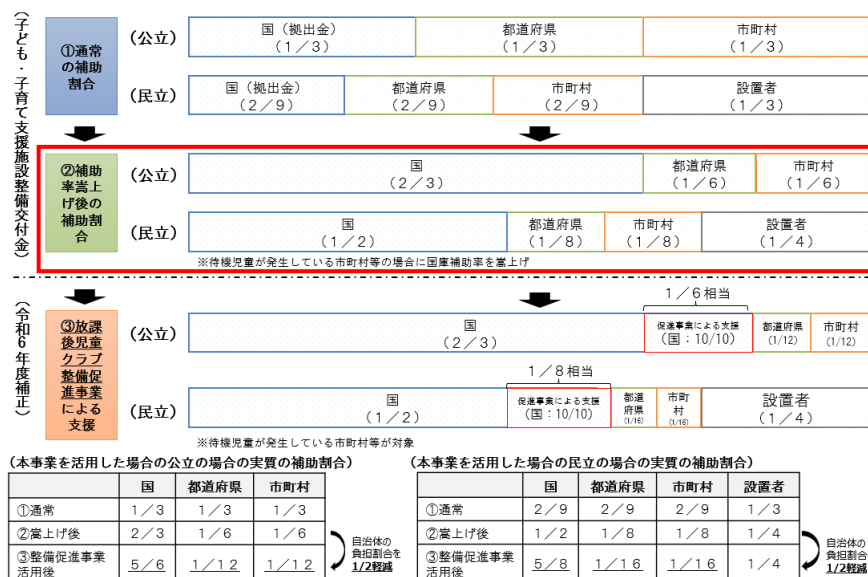 （子ども・子育て支援施設整備交付金）
①通常
の補助
割合
（公立）
国（拠出金）
（１／３）
都道府県
（１／３）
市町村
（１／３）
（民立）
国（拠出金）
（２／９）
都道府県
（２／９）
市町村
（２／９）
設置者
（１／３）
②補助
率嵩上
げ後の
補助割
合
（公立）
国
（２／３）
都道府県
（１／６）
市町村
（１／６）
（民立）
国
（１／２）
都道府県
（１／８）
市町村
（１／８）
設置者
（１／４）
※待機児童が発生している市町村等の場合に国庫補助率を嵩上げ
（令和６年度補正）
③放課
後児童
クラブ
整備促
進事業
による
支援
１／６相当
（公立）
国
（２／３）
促進事業による支援
（国：10/10）
都道府県
（1/12）
市町村
（1/12）
１／８相当
（民立）
国
（１／２）
促進事業による支援
（国：10/10）
都道
府県
（1/16）
市町
村
（1/16）
設置者
（１／４）
※待機児童が発生している市町村等が対象
（本事業を活用した場合の公立の場合の実質の補助割合）
国 都道府県 市町村
①通常 １／３ １／３ １／３
②嵩上げ後 ２／３ １／６ １／６
③整備促進事業
活用後 ５／６ １／１２ １／１２
自治体の
負担割合を
1/2軽減
（本事業を活用した場合の民立の場合の実質の補助割合）
国 都道府県 市町村 設置者
①通常 ２／９ ２／９ ２／９ １／３
②嵩上げ後 １／２ １／８ １／８ １／４
③整備促進事業
活用後 ５／８ １／１６ １／１６ １／４
自治体の
負担割合を
1/2軽減